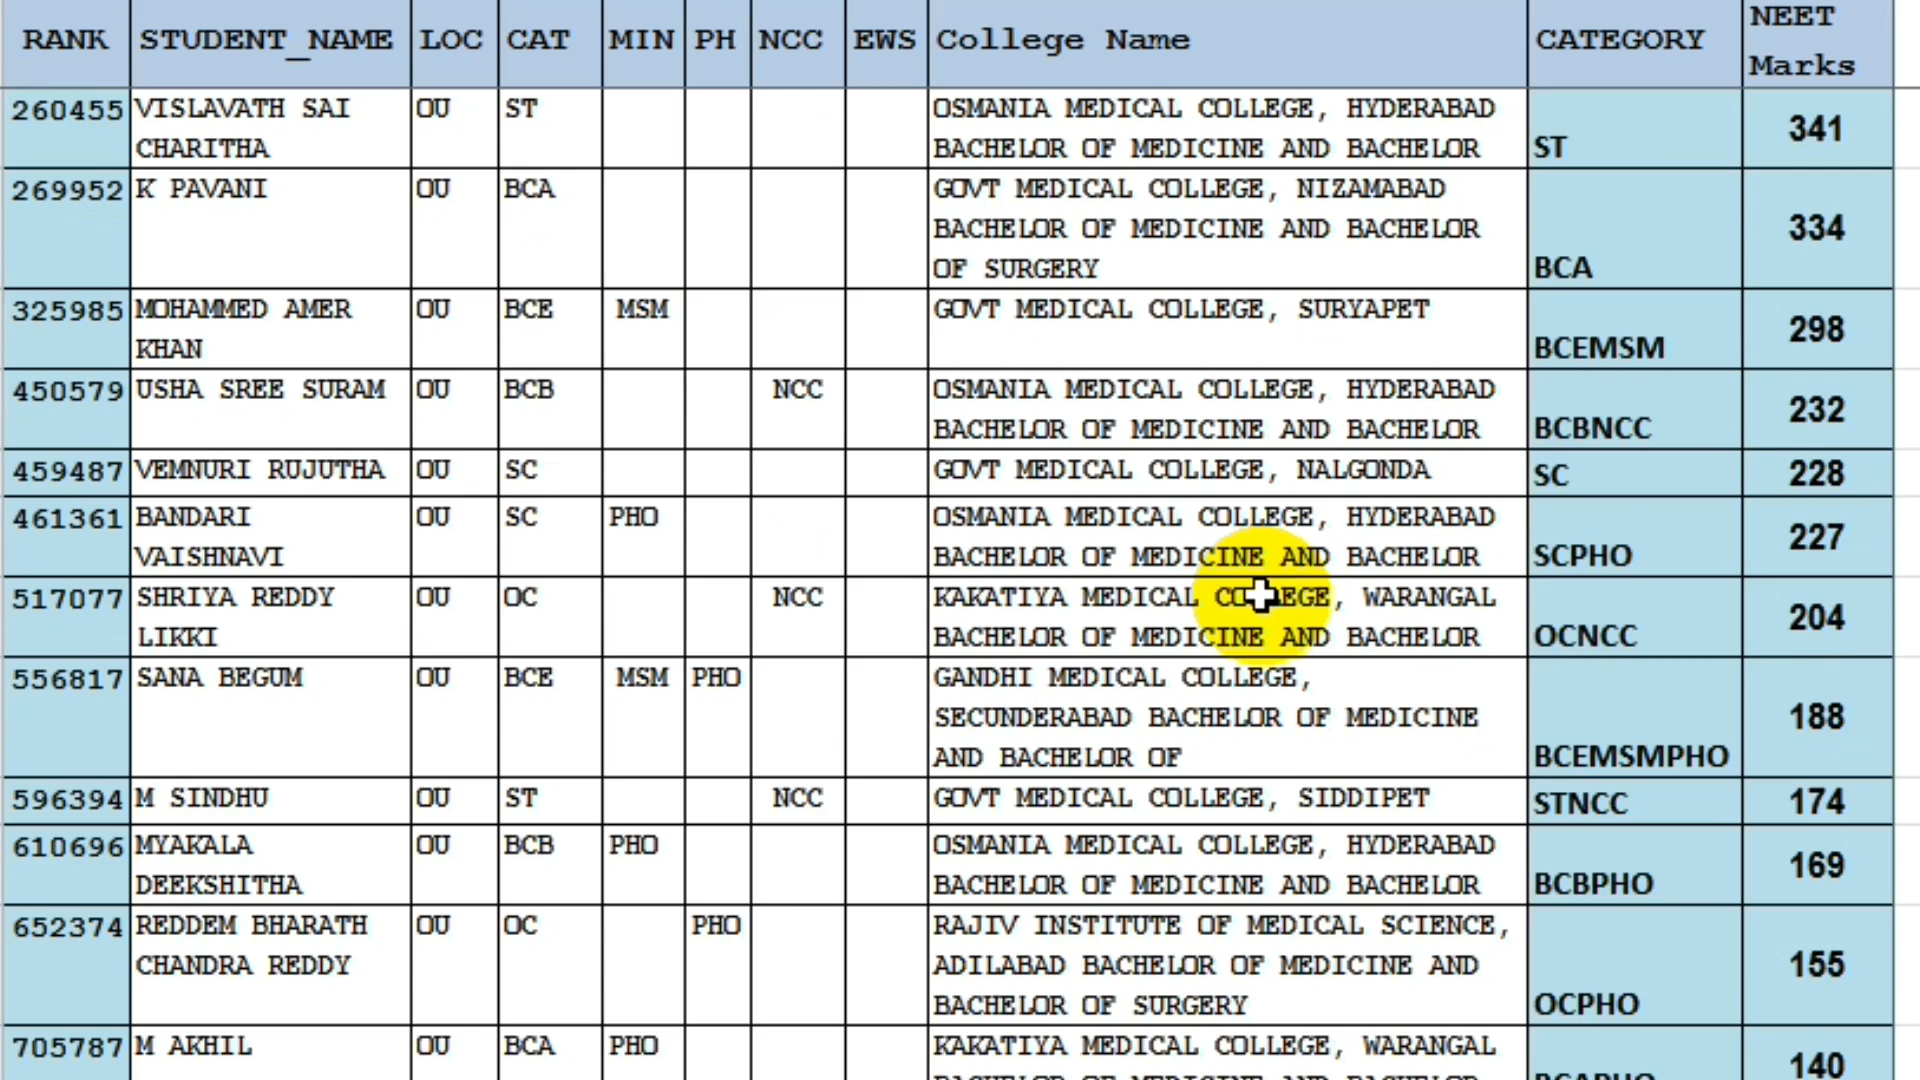 RANK STUDENT_NAME LOC CAT MIN PH NCC EWS College Name CATEGORY NEET Marks
260455 VISLAVATH SAI OU ST OSMANIA MEDICAL COLLEGE, HYDERABAD 341
CHARITHA BACHELOR OF MEDICINE AND BACHELOR ST
269952 K PAVANI OU BCA GOVT MEDICAL COLLEGE, NIZAMABAD
BACHELOR OF MEDICINE AND BACHELOR 334
OF SURGERY BCA
325985 MOHAMMED AMER OU BCE MSM GOVT MEDICAL COLLEGE, SURYAPET 298
KHAN BCEMSM
450579 USHA SREE SURAM OU BCB NCC OSMANIA MEDICAL COLLEGE, HYDERABAD 232
BACHELOR OF MEDICINE AND BACHELOR BCBNCC
459487 VEMNURI RUJUTHA OU SC GOVT MEDICAL COLLEGE, NALGONDA SC 228
461361 BANDARI OU SC PHO OSMANIA MEDICAL COLLEGE, HYDERABAD 227
VAISHNAVI BACHELOR OF MEDICINE AND BACHELOR SCPHO
517077 SHRIYA REDDY OU OC NCC KAKATIYA MEDICAL COLLEGE, WARANGAL 204
LIKKI BACHELOR OF MEDICINE AND BACHELOR OCNCC
556817 SANA BEGUM OU BCE MSM PHO GANDHI MEDICAL COLLEGE,
SECUNDERABAD BACHELOR OF MEDICINE 188
AND BACHELOR OF BCEMSMPHO
596394 M SINDHU OU ST NCC GOVT MEDICAL COLLEGE, SIDDIPET STNCC 174
610696 MYAKALA OU BCB PHO OSMANIA MEDICAL COLLEGE, HYDERABAD 169
DEEKSHITHA BACHELOR OF MEDICINE AND BACHELOR BCBPHO
652374 REDDEM BHARATH OU OC PHO RAJIV INSTITUTE OF MEDICAL SCIENCE,
CHANDRA REDDY ADILABAD BACHELOR OF MEDICINE AND 155
BACHELOR OF SURGERY OCPHO
705787 M AKHIL OU BCA PHO KAKATIYA MEDICAL COLLEGE, WARANGAL 140